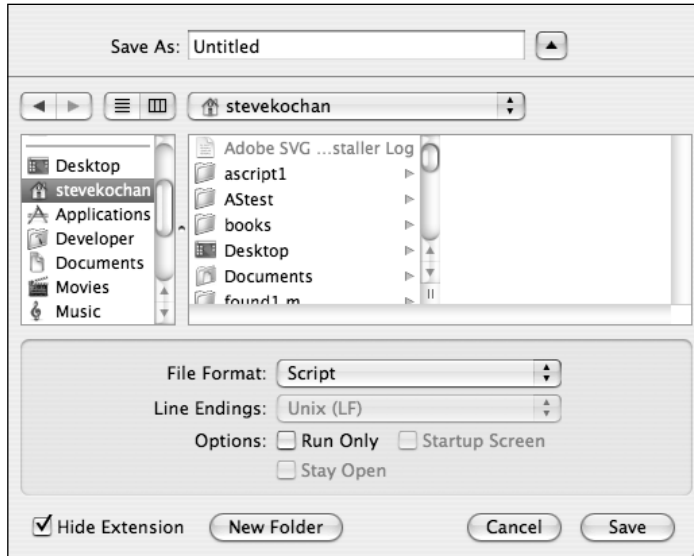 Save As: Untitled
stevekochan
Desktop
stevekochan
Applications
Developer
Documents
Movies
Music
Adobe SVG ...staller Log
ascript1
AStest
books
Desktop
Documents
found1.m
File Format: Script
Line Endings: Unix (LF)
Options: Run Only Startup Screen
Stay Open
Hide Extension New Folder Cancel Save